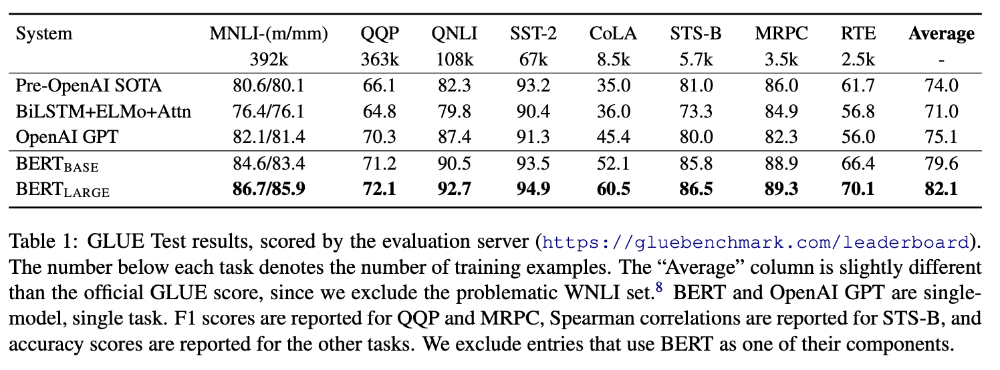 System MNLI-(m/mm) QQP QNLI SST-2 CoLA STS-B MRPC RTE Average
392k 363k 108k 67k 8.5k 5.7k 3.5k 2.5k -
Pre-OpenAI SOTA 80.6/80.1 66.1 82.3 93.2 35.0 81.0 86.0 61.7 74.0
BiLSTM+ELMo+Attn 76.4/76.1 64.8 79.8 90.4 36.0 73.3 84.9 56.8 71.0
OpenAI GPT 82.1/81.4 70.3 87.4 91.3 45.4 80.0 82.3 56.0 75.1
BERTBASE 84.6/83.4 71.2 90.5 93.5 52.1 85.8 88.9 66.4 79.6
BERTLARGE 86.7/85.9 72.1 92.7 94.9 60.5 86.5 89.3 70.1 82.1
Table 1: GLUE Test results, scored by the evaluation server (https://gluebenchmark.com/leaderboard).
The number below each task denotes the number of training examples. The “Average” column is slightly different
than the official GLUE score, since we exclude the problematic WNLI set.8 BERT and OpenAI GPT are single-
model, single task. F1 scores are reported for QQP and MRPC, Spearman correlations are reported for STS-B, and
accuracy scores are reported for the other tasks. We exclude entries that use BERT as one of their components.